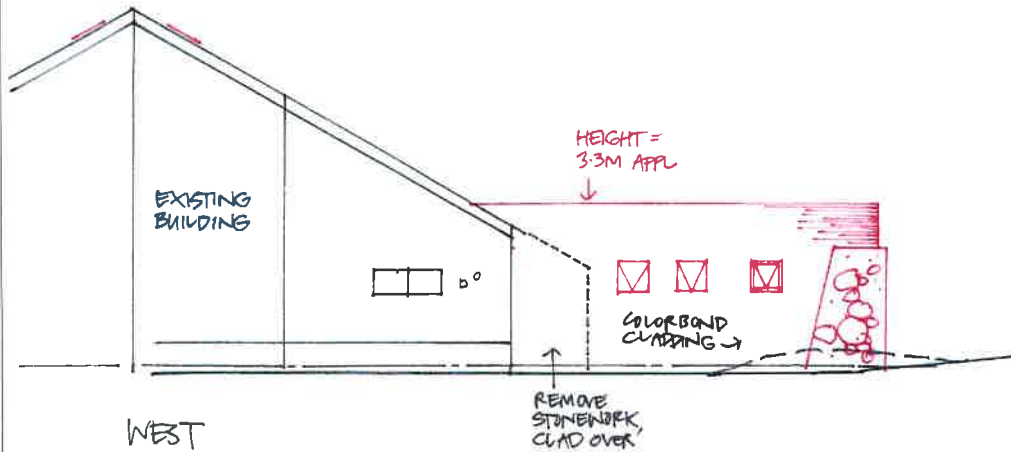 HEIGHT =
3.3M APPL
EXISTING
BUILDING
COLORBOND
CLADDING →
REMOVE
STONEWORK,
CLAD OVER
WEST